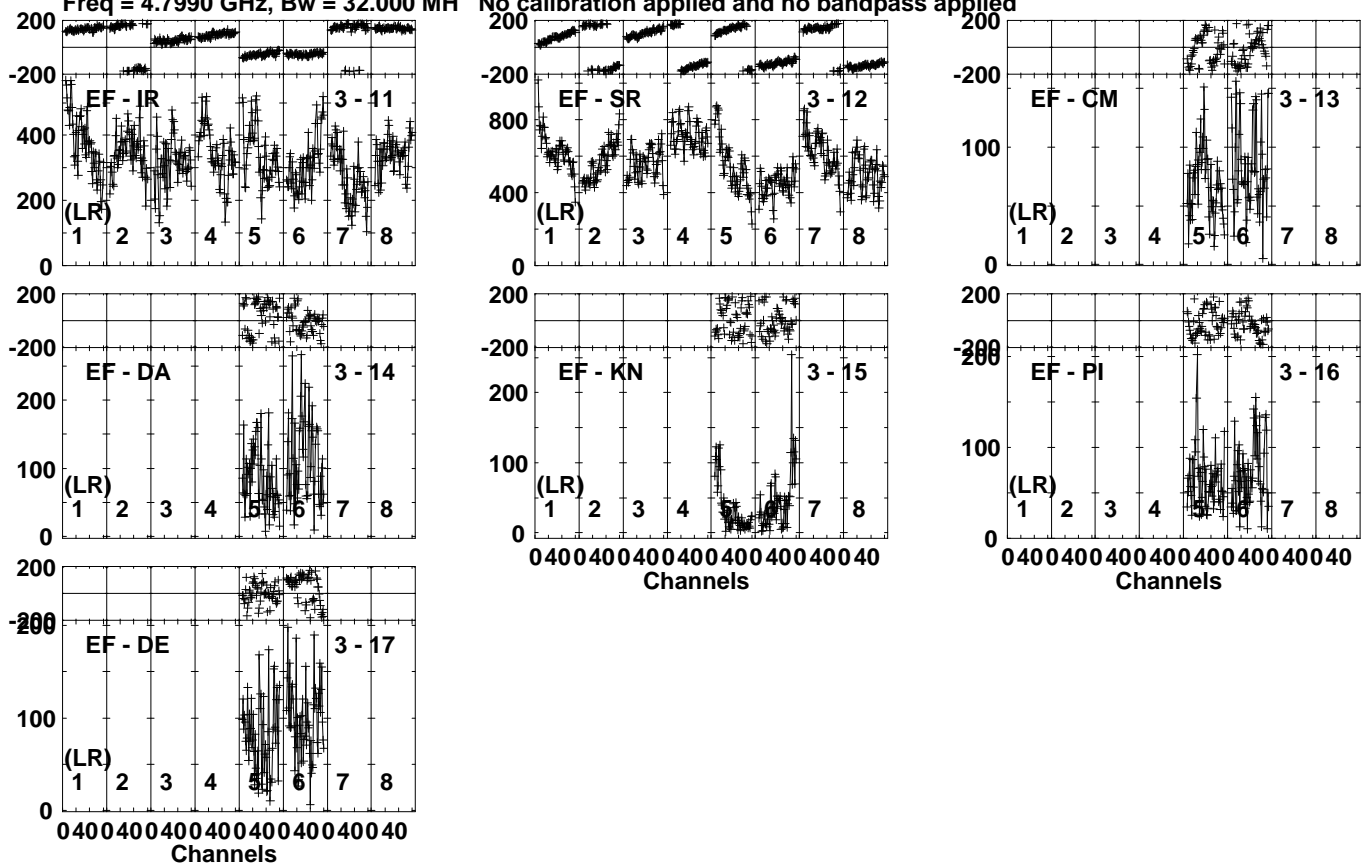 Freq = 4.7990 GHz, Bw = 32.000 MH No calibration applied and no bandpass applied
200
-200
EF - IR 3 - 11
400
200
0
(LR)
1 2 3 4 5 6 7 8
200
-200
EF - SR 3 - 12
800
400
0
(LR)
1 2 3 4 5 6 7 8
200
-200
EF - CM 3 - 13
100
0
(LR)
1 2 3 4 5 6 7 8
200
-200
EF - DA 3 - 14
200
100
0
(LR)
1 2 3 4 5 6 7 8
200
-200
EF - KN 3 - 15
200
100
0
(LR)
1 2 3 4 5 6 7 8
0 40 0 40 0 40 0 40 0 40 0 40 0 40 0 40
Channels
200
-200
200
EF - PI 3 - 16
100
0
(LR)
1 2 3 4 5 6 7 8
0 40 0 40 0 40 0 40 0 40 0 40 0 40 0 40
Channels
200
-200
200
EF - DE 3 - 17
100
0
(LR)
1 2 3 4 5 6 7 8
0 40 0 40 0 40 0 40 0 40 0 40 0 40 0 40
Channels